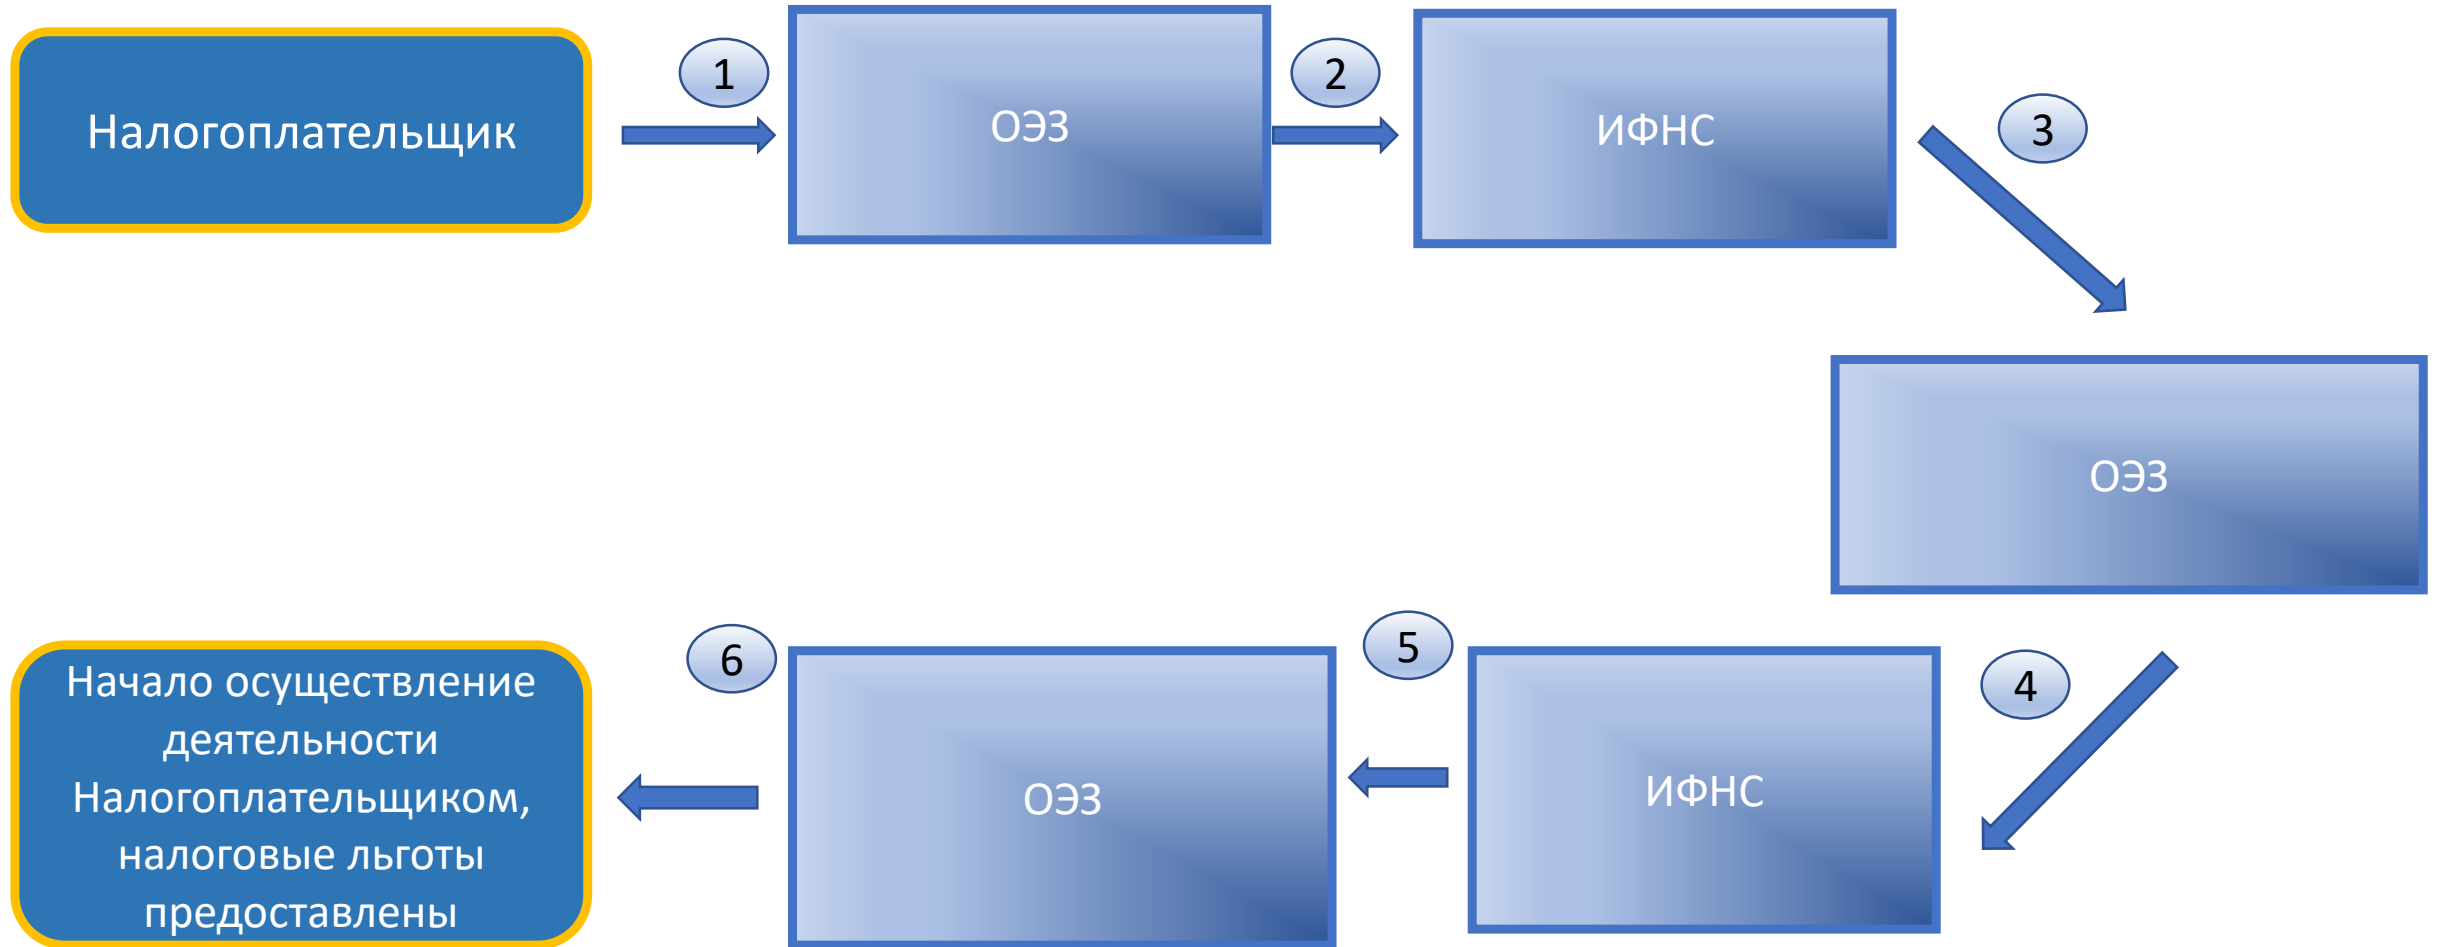 Налогоплательщик
1
ОЭЗ
2
ИФНС
3
ОЭЗ
4
ИФНС
5
ОЭЗ
6
Начало осуществление
деятельности
Налогоплательщиком,
налоговые льготы
предоставлены